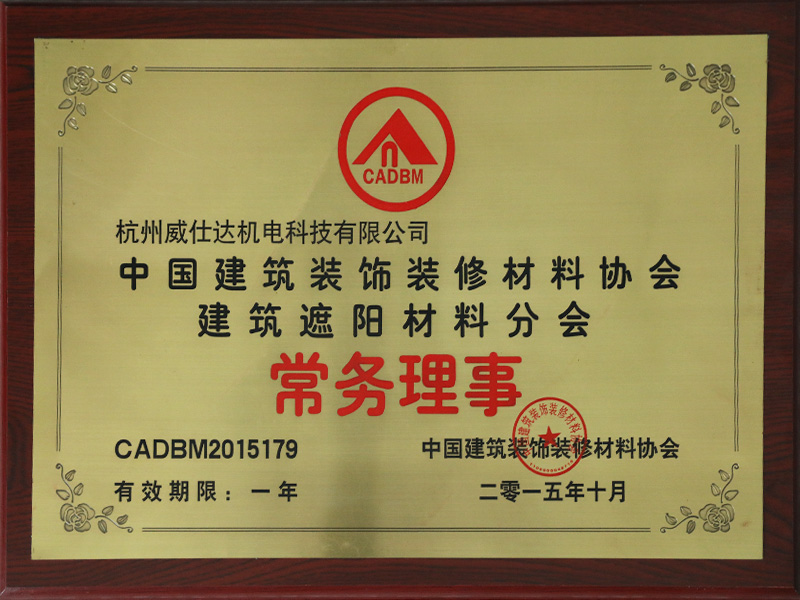 CADBM
杭州威仕达机电科技有限公司
中国建筑装饰装修材料协会
建筑遮阳材料分会
常务理事
CADBM2015179
中国建筑装饰装修材料协会
有效期限：一年
二零一五年十月